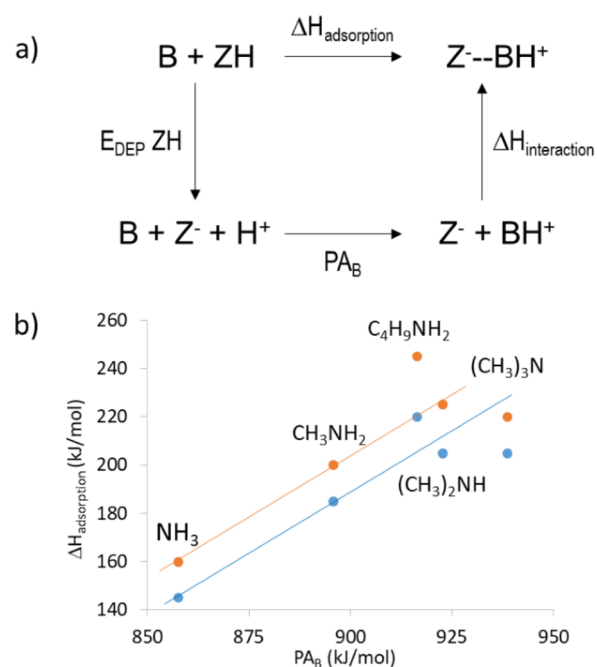 a)
B + ZH
ΔHadsorption
Z⁻--BH⁺
EDEP ZH
ΔHinteraction
B + Z⁻ + H⁺
PAB
Z⁻ + BH⁺
b)
260
240
220
200
180
160
140
ΔHadsorption (kJ/mol)
C₄H₉NH₂
(CH₃)₃N
CH₃NH₂
(CH₃)₂NH
NH₃
850
875
900
925
950
PAB (kJ/mol)